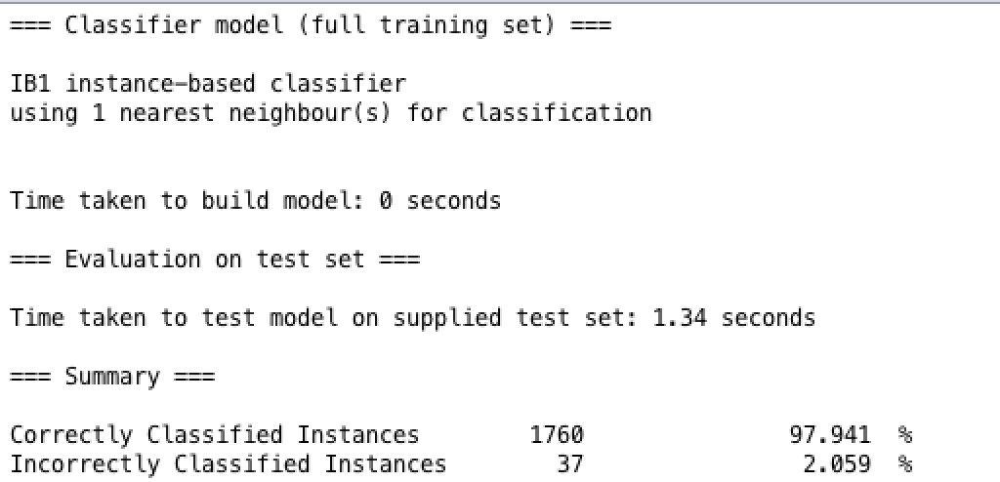 === Classifier model (full training set) ===
IB1 instance-based classifier
using 1 nearest neighbour(s) for classification
Time taken to build model: 0 seconds
=== Evaluation on test set ===
Time taken to test model on supplied test set: 1.34 seconds
=== Summary ===
Correctly Classified Instances 1760 97.941 %
Incorrectly Classified Instances 37 2.059 %